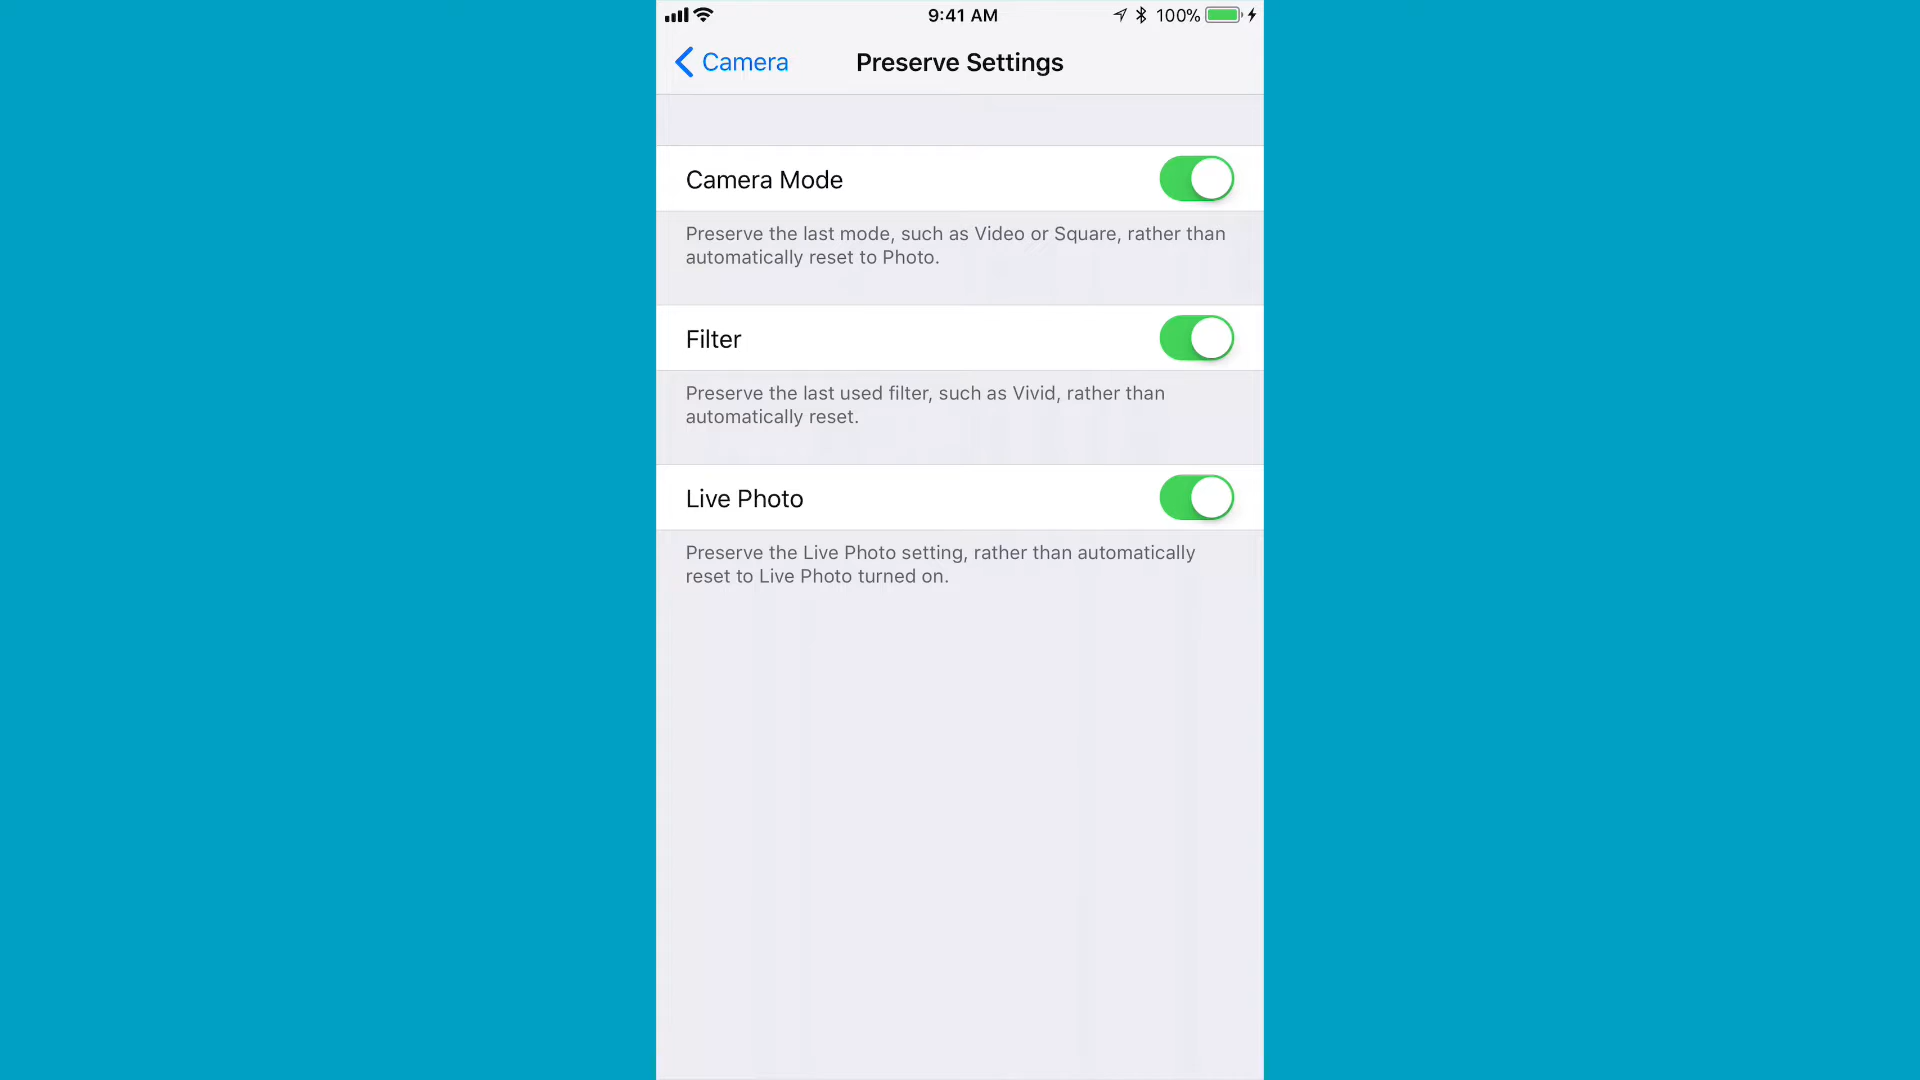 9:41 AM
100%
Camera
Preserve Settings
Camera Mode
Preserve the last mode, such as Video or Square, rather than
automatically reset to Photo.
Filter
Preserve the last used filter, such as Vivid, rather than
automatically reset.
Live Photo
Preserve the Live Photo setting, rather than automatically
reset to Live Photo turned on.